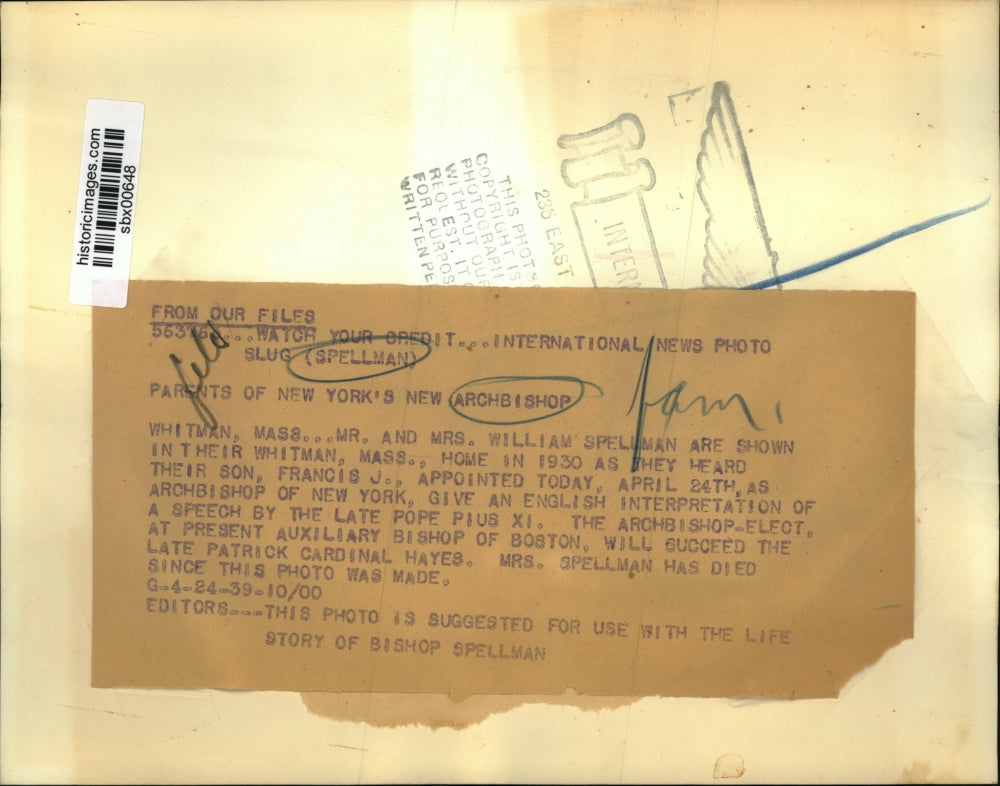 historicimages.com
sbx00648
THIS PHOTO
COPYRIGHT IS
PHOTOGRAPH
WITHOUT OUR
REQUEST. IT
FOR PURPOS
WRITTEN PE
235 EAST
INTERN
FROM OUR FILES
WATCH YOUR CREDIT...INTERNATIONAL NEWS PHOTO
SLUG (SPELLMAN)
PARENTS OF NEW YORK'S NEW ARCHBISHOP
fam.
WHITMAN, MASS...MR. AND MRS. WILLIAM SPELLMAN ARE SHOWN
IN THEIR WHITMAN, MASS., HOME IN 1930 AS THEY HEARD
THEIR SON, FRANCIS J., APPOINTED TODAY, APRIL 24TH, AS
ARCHBISHOP OF NEW YORK, GIVE AN ENGLISH INTERPRETATION OF
A SPEECH BY THE LATE POPE PIUS XI. THE ARCHBISHOP-ELECT,
AT PRESENT AUXILIARY BISHOP OF BOSTON, WILL SUCCEED THE
LATE PATRICK CARDINAL HAYES. MRS. SPELLMAN HAS DIED
SINCE THIS PHOTO WAS MADE.
G-4-24-39-10/00
EDITORS---THIS PHOTO IS SUGGESTED FOR USE WITH THE LIFE
STORY OF BISHOP SPELLMAN